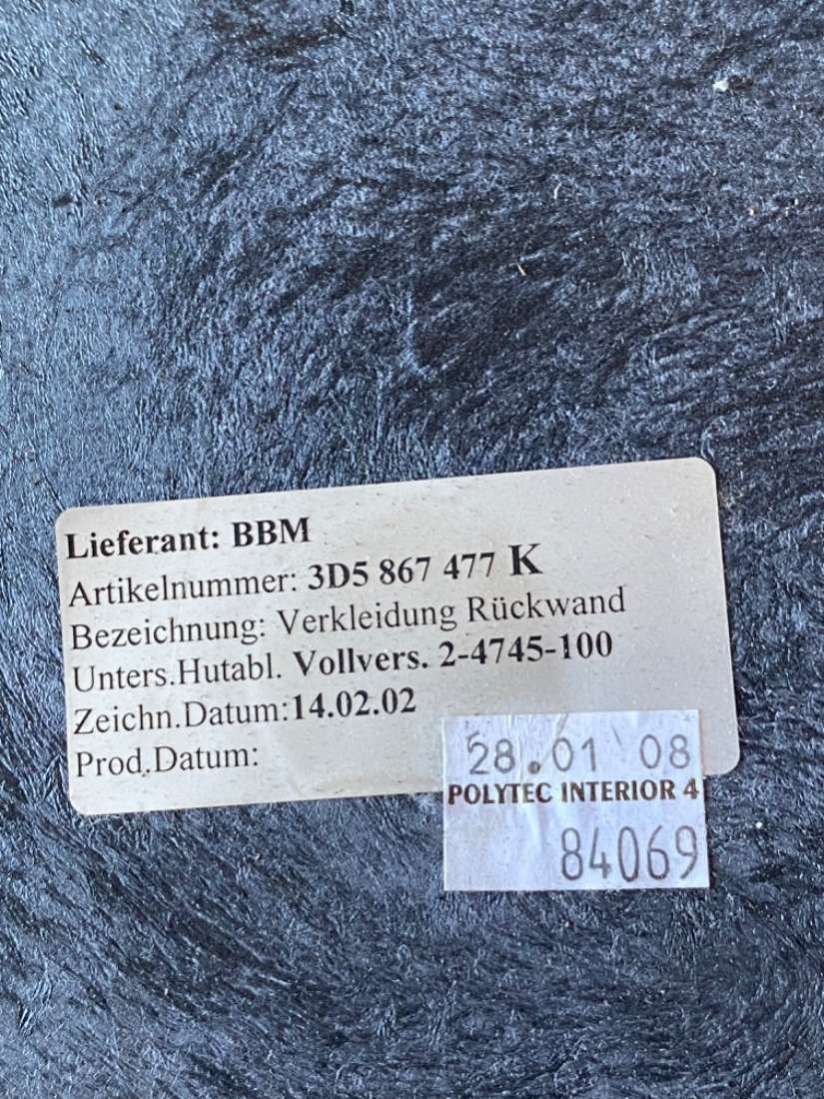 Lieferant: BBM
Artikelnummer: 3D5 867 477 K
Bezeichnung: Verkleidung Rückwand
Unters.Hutabl. Vollvers. 2-4745-100
Zeichn.Datum:14.02.02
Prod.Datum:
28.01 08
POLYTEC INTERIOR 4
84069